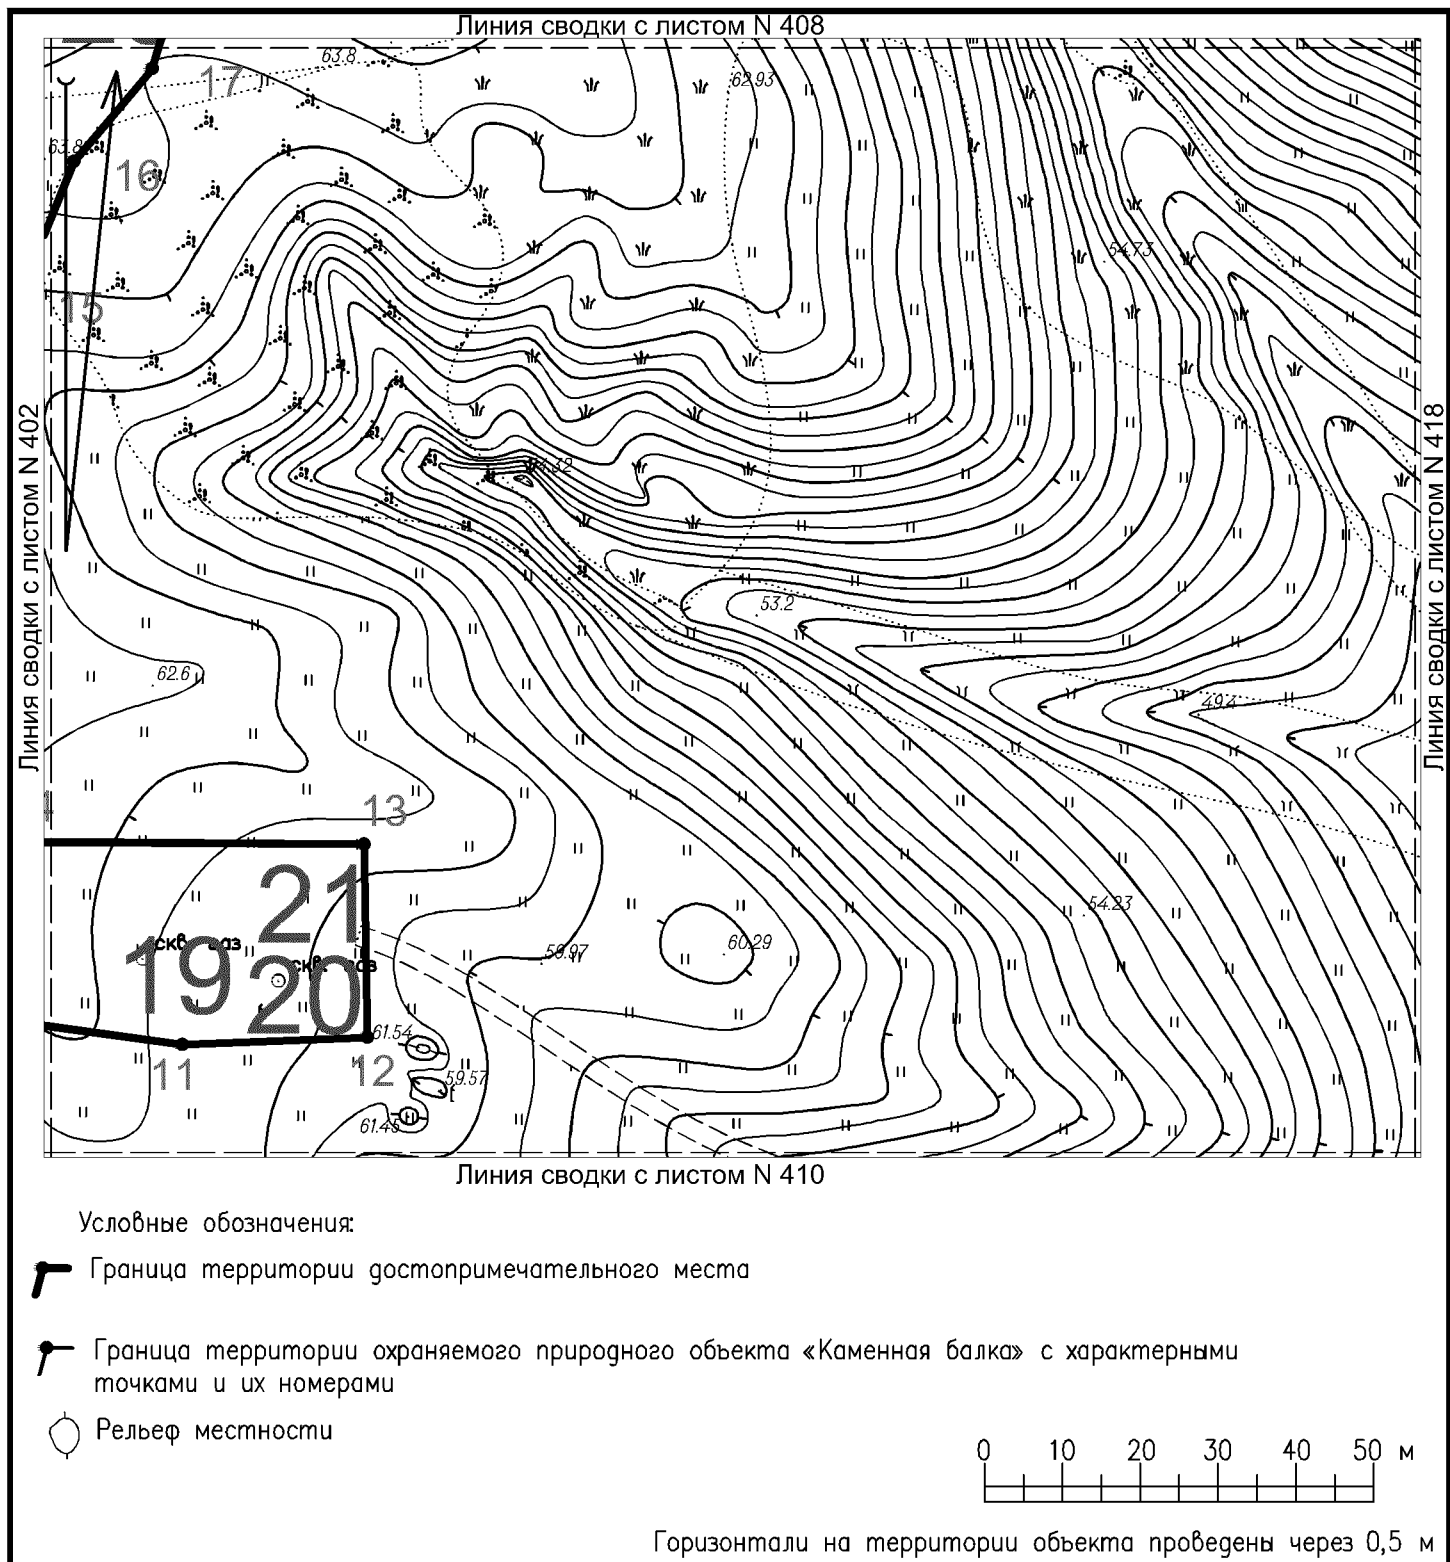 Линия сводки с листом N 408
63.8
17
62.93
63.8
16
54.73
15
Линия сводки с листом N 402
Линия сводки с листом N 418
53.2
62.6
49.4
13
21
54.23
скв. газ
60.29
59.97
19
скв. газ
20
61.54
11
12
59.57
61.45
Линия сводки с листом N 410
Условные обозначения:
Граница территории достопримечательного места
Граница территории охраняемого природного объекта «Каменная балка» с характерными
точками и их номерами
Рельеф местности
0 10 20 30 40 50 м
Горизонтали на территории объекта проведены через 0,5 м